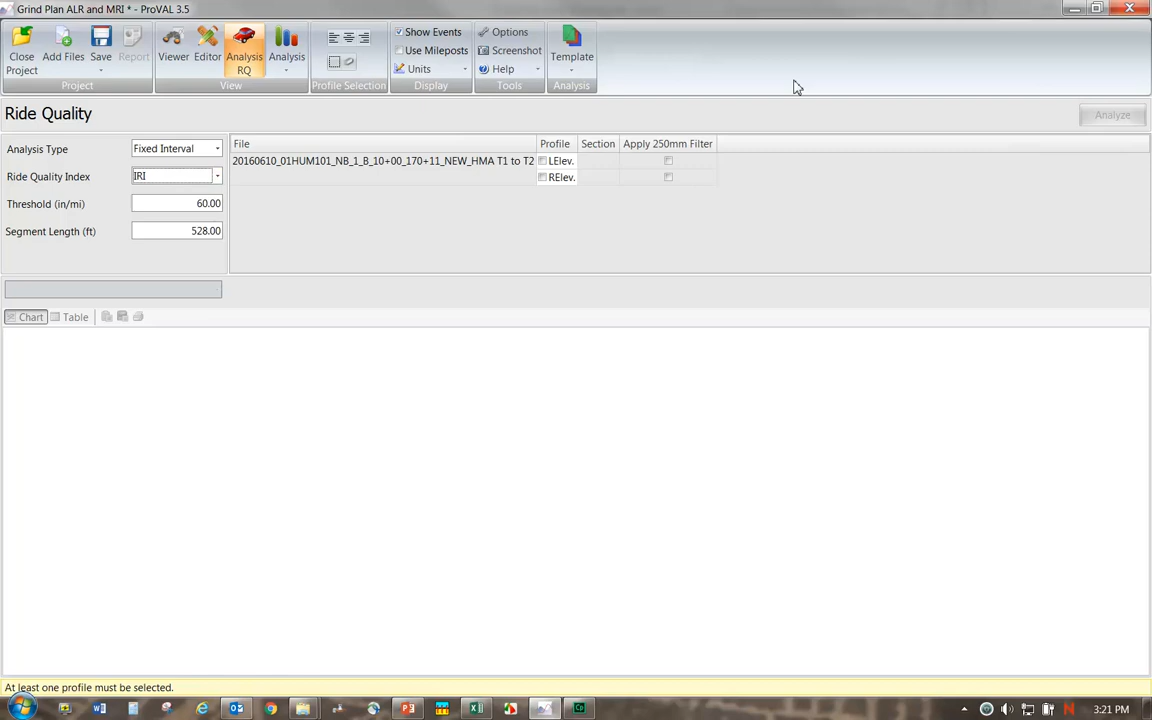 Grind Plan ALR and MRI * - ProVAL 3.5
Close Project
Add Files
Save
Report
Viewer
Editor
Analysis RQ
Analysis
Show Events
Use Mileposts
Units
Options
Screenshot
Help
Template
Project
View
Profile Selection
Display
Tools
Analysis
Ride Quality
Analyze
Analysis Type
Fixed Interval
Ride Quality Index
IRI
Threshold (in/mi)
60.00
Segment Length (ft)
528.00
File Profile Section Apply 250mm Filter
20160610_01HUM101_NB_1_B_10+00_170+11_NEW_HMA T1 to T2 LElev.
RElev.
Chart Table
At least one profile must be selected.
3:21 PM